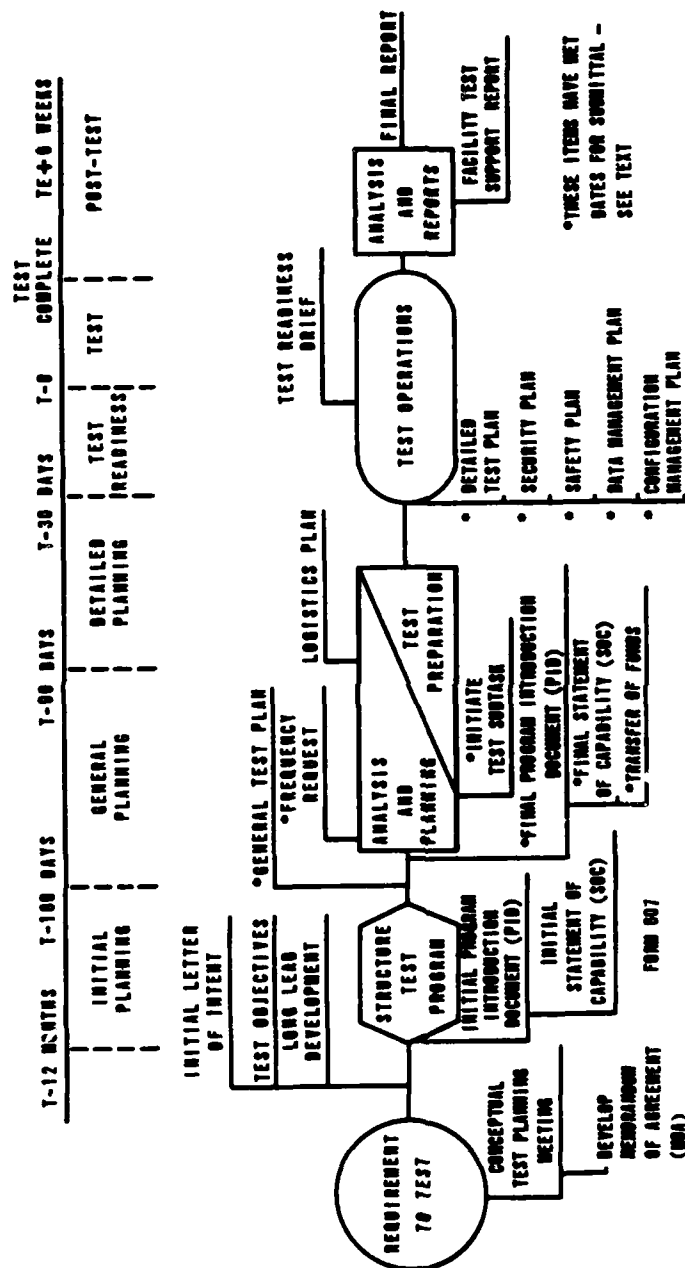 TEST
T-12 MONTHS T-180 DAYS T-90 DAYS T-30 DAYS T-0 COMPLETE TE+6 WEEKS
INITIAL
PLANNING
GENERAL
PLANNING
DETAILED
PLANNING
TEST
READINESS
TEST
POST-TEST
INITIAL LETTER
OF INTENT
TEST OBJECTIVES
LONG LEAD
DEVELOPMENT
*GENERAL TEST PLAN
*FREQUENCY
REQUEST
LOGISTICS PLAN
TEST READINESS
BRIEF
FINAL REPORT
REQUIREMENT
TO TEST
STRUCTURE
TEST
PROGRAM
ANALYSIS
AND
PLANNING
TEST
PREPARATION
TEST OPERATIONS
ANALYSIS
AND
REPORTS
CONCEPTUAL
TEST PLANNING
MEETING
DEVELOP
MEMORANDUM
OF AGREEMENT
(MOA)
INITIAL PROGRAM
INTRODUCTION
DOCUMENT (PID)
INITIAL
STATEMENT OF
CAPABILITY (SOC)
FORM 607
*INITIATE
TEST SUBTASK
*FINAL PROGRAM INTRODUCTION
DOCUMENT (PID)
*FINAL STATEMENT
OF CAPABILITY (SOC)
*TRANSFER OF FUNDS
* DETAILED
TEST PLAN
* SECURITY PLAN
* SAFETY PLAN
* DATA MANAGEMENT PLAN
* CONFIGURATION
MANAGEMENT PLAN
FACILITY TEST
SUPPORT REPORT
*THESE ITEMS HAVE NET
DATES FOR SUBMITTAL -
SEE TEXT